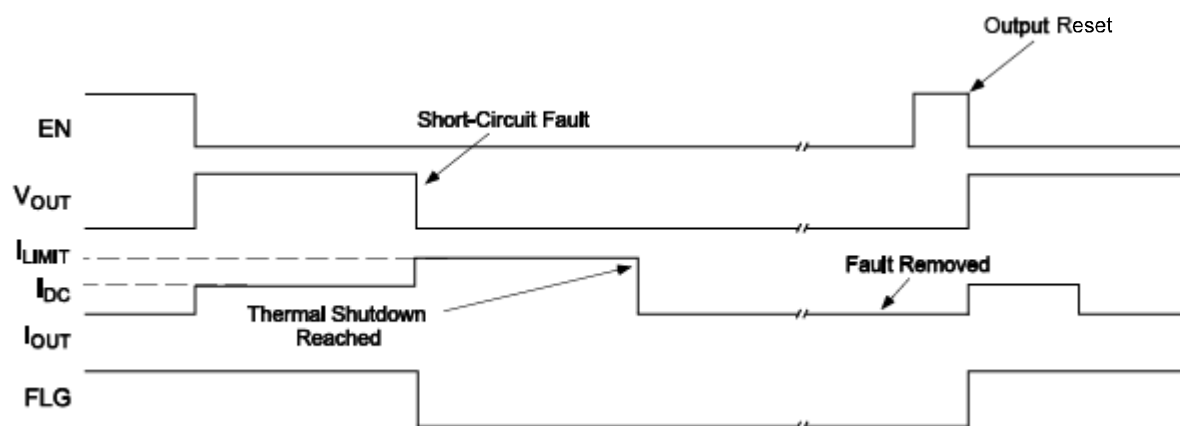 Output Reset
EN
Short-Circuit Fault
VOUT
ILIMIT
Fault Removed
IDC
Thermal Shutdown
Reached
IOUT
FLG